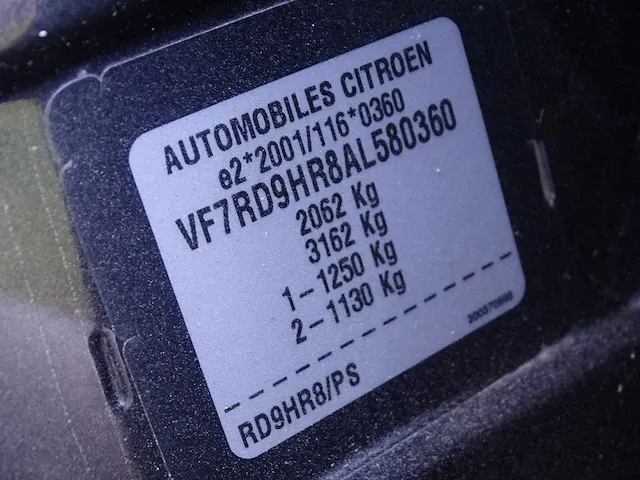 AUTOMOBILES CITROEN
e2*2001/116*0360
VF7RD9HR8AL580360
2062 Kg
3162 Kg
1-1250 Kg
2-1130 Kg
RD9HR8/PS